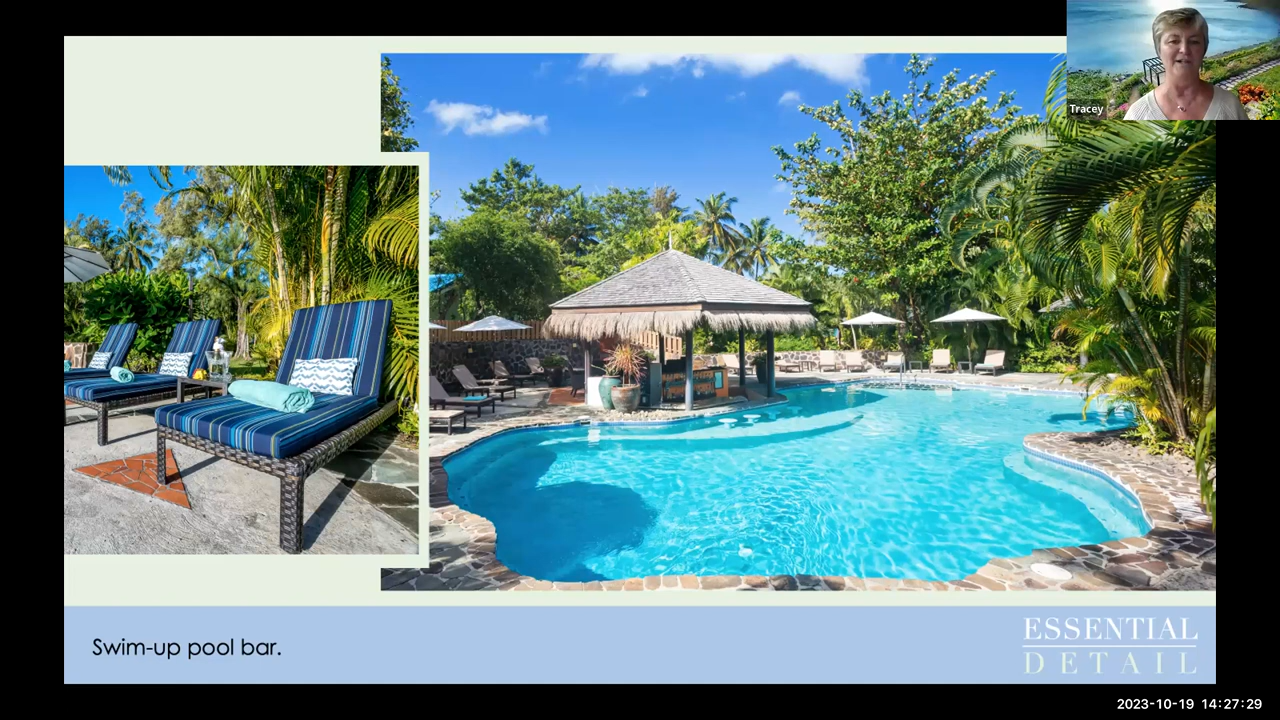 Tracey
Swim-up pool bar.
ESSENTIAL
DETAIL
2023-10-19 14:27:29